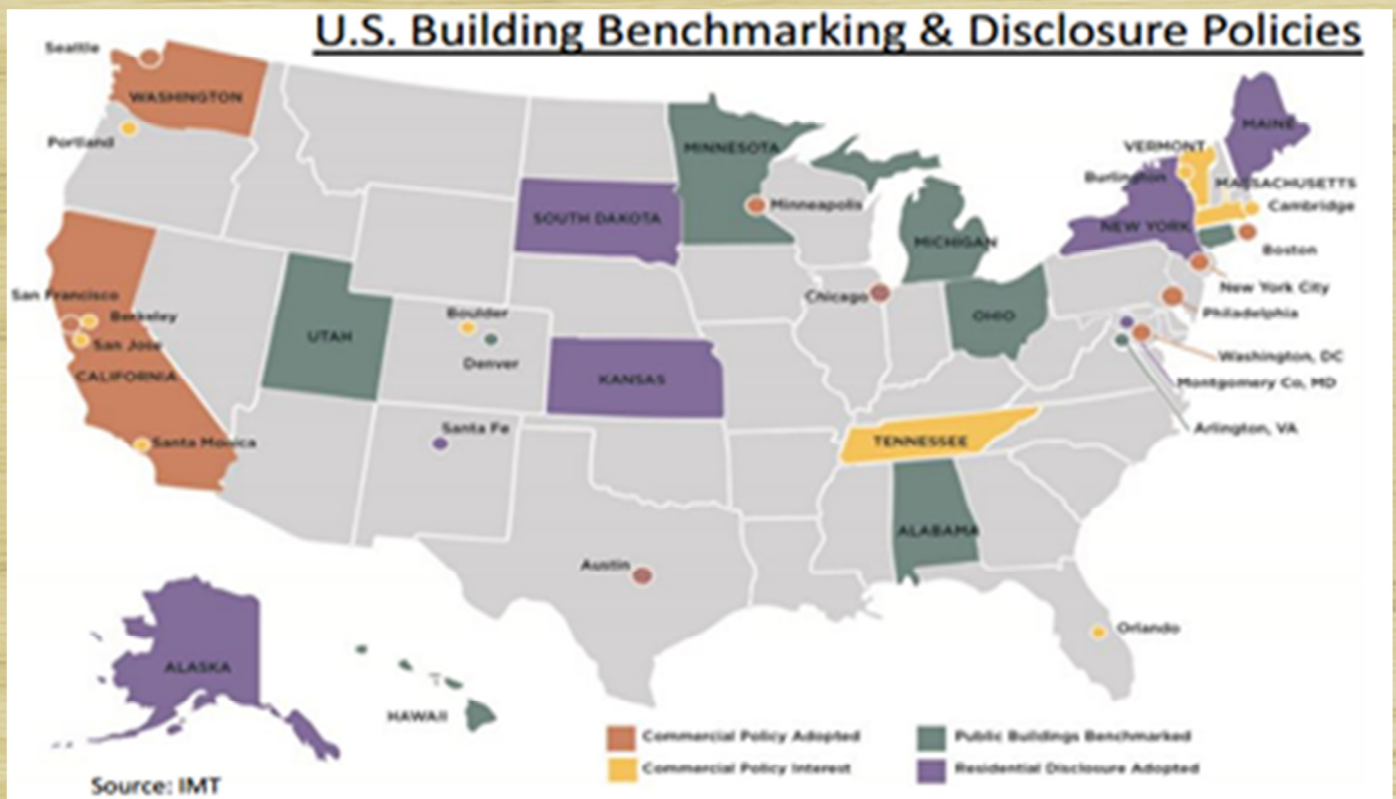 U.S. Building Benchmarking & Disclosure Policies
Seattle
WASHINGTON
Portland
MINNESOTA
Minneapolis
SOUTH DAKOTA
MICHIGAN
MAINE
VERMONT
Burlington
MASSACHUSETTS
Cambridge
NEW YORK
Boston
New York City
Philadelphia
Washington, DC
Montgomery Co, MD
Arlington, VA
San Francisco
Berkeley
San Jose
CALIFORNIA
Santa Monica
UTAH
Boulder
Denver
Santa Fe
KANSAS
Chicago
OHIO
TENNESSEE
ALABAMA
Austin
Orlando
ALASKA
HAWAII
Commercial Policy Adopted
Commercial Policy Interest
Public Buildings Benchmarked
Residential Disclosure Adopted
Source: IMT